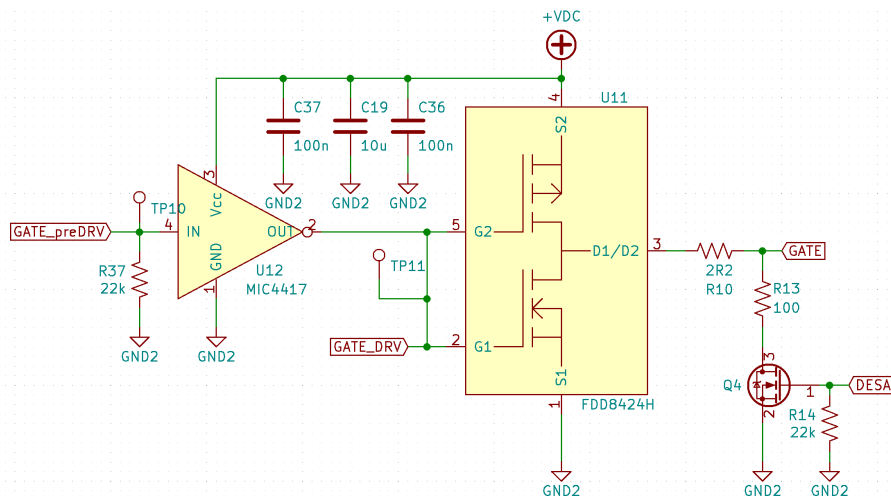 +VDC
4
U11
C37
C19
C36
100n
10u
100n
S2
3
Vcc
GND2
GND2
GND2
TP10
GATE_preDRV
4
IN
OUT
2
5
G2
D1/D2
3
GATE
GND
TP11
2R2
R10
R37
22k
U12
MIC4417
1
R13
100
GATE_DRV
2
G1
GND2
GND2
3
S1
Q4
1
DESA
2
R14
22k
1
FDD8424H
GND2
GND2
GND2